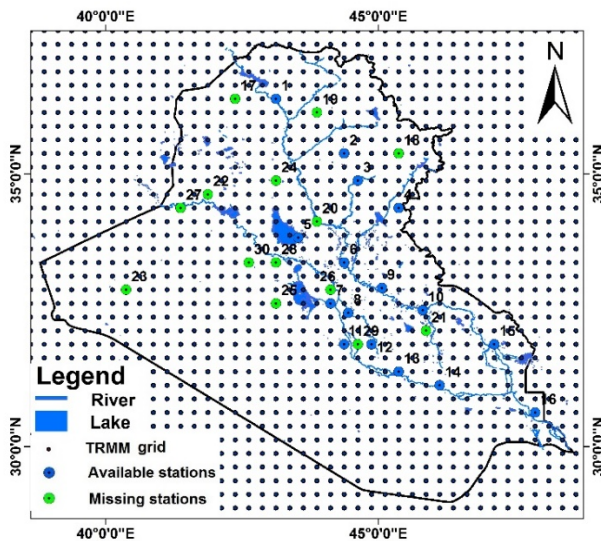 40°0'0"E 45°0'0"E
N
17 1 19
2 18
35°0'0"N 3 35°0'0"N
24
22 4
27 20
5
30 28 6
23 26 9
25 7 10
8 21
11 29 15
12
13 14
16
Legend
River
Lake
TRMM grid
Available stations
Missing stations
30°0'0"N 30°0'0"N
40°0'0"E 45°0'0"E